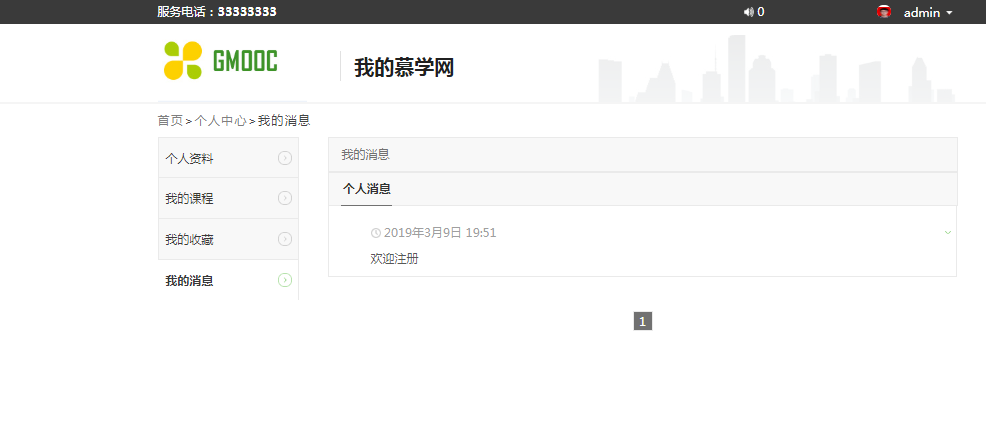 服务电话：33333333
0
admin
GMOOC
我的慕学网
首页>个人中心>我的消息
个人资料
我的课程
我的收藏
我的消息
我的消息
个人消息
2019年3月9日 19:51
欢迎注册
1